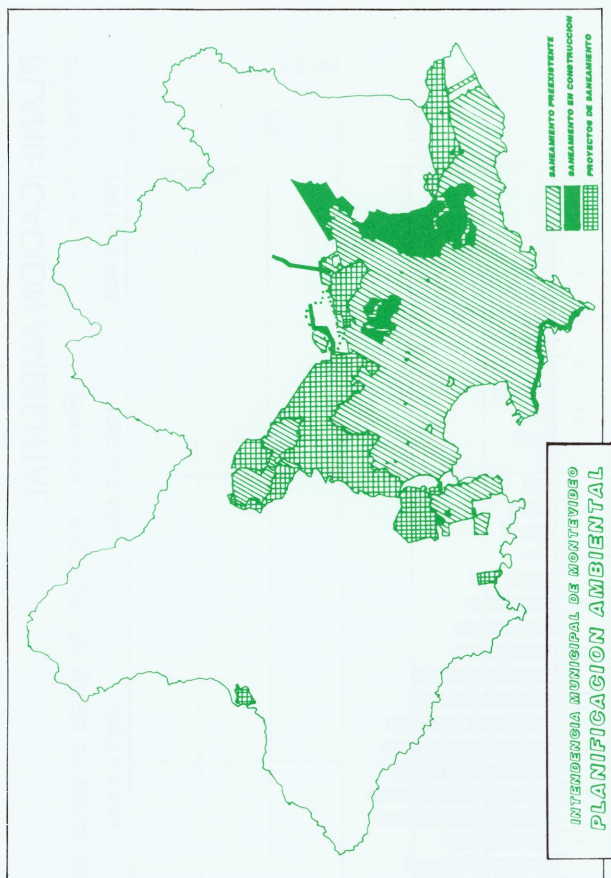 SANEAMIENTO PREEXISTENTE
SANEAMIENTO EN CONSTRUCCION
PROYECTOS DE SANEAMIENTO
INTENDENCIA MUNICIPAL DE MONTEVIDEO
PLANIFICACION AMBIENTAL